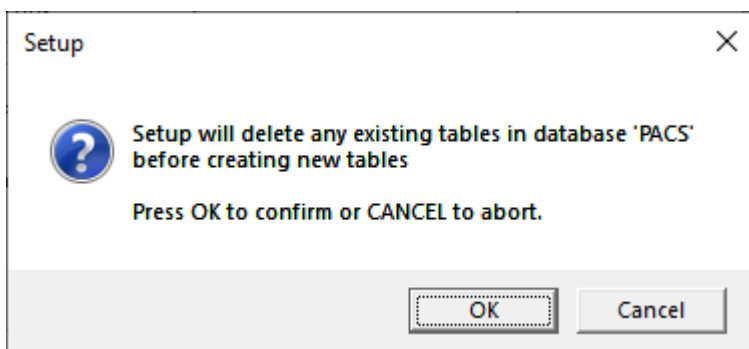 Setup
Setup will delete any existing tables in database 'PACS'
before creating new tables
Press OK to confirm or CANCEL to abort.
OK
Cancel